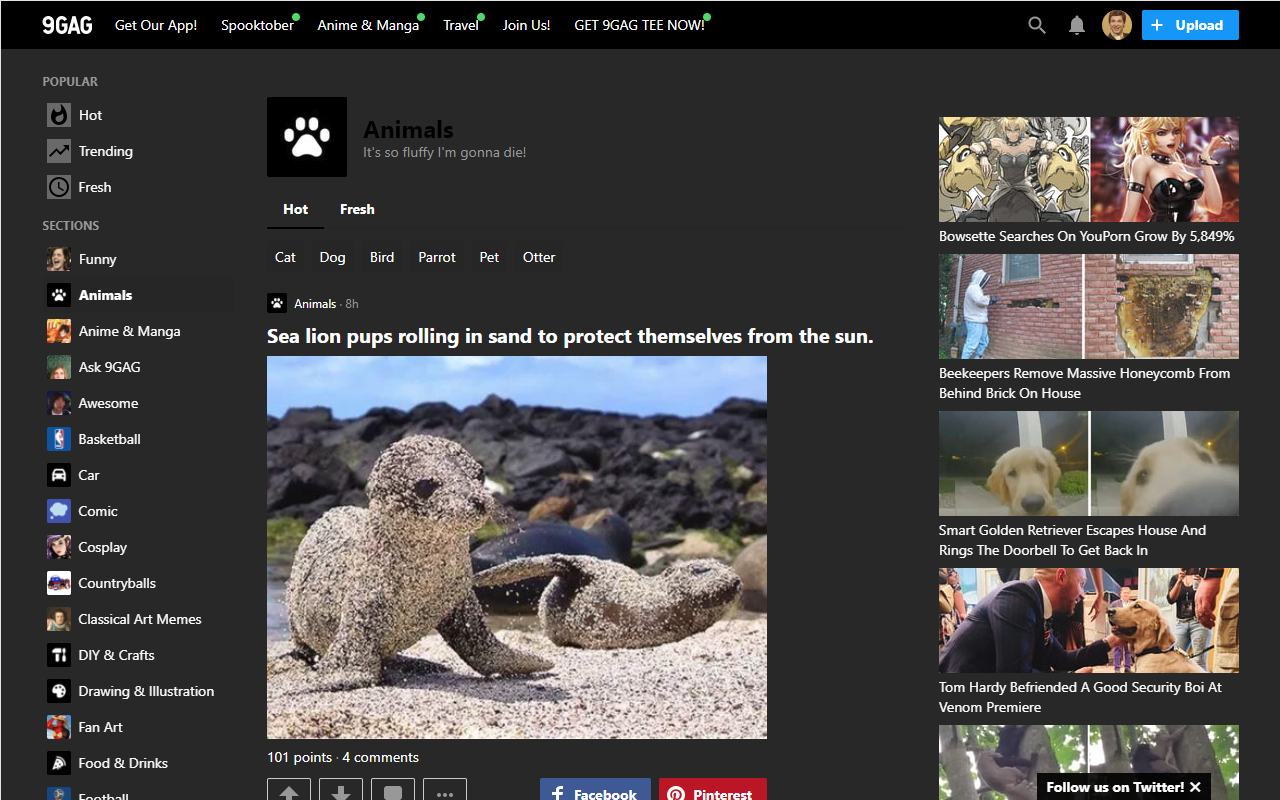 9GAG
Get Our App!
Spooktober
Anime & Manga
Travel
Join Us!
GET 9GAG TEE NOW!
+ Upload
POPULAR
Hot
Trending
Fresh
SECTIONS
Funny
Animals
Anime & Manga
Ask 9GAG
Awesome
Basketball
Car
Comic
Cosplay
Countryballs
Classical Art Memes
DIY & Crafts
Drawing & Illustration
Fan Art
Food & Drinks
Football
Animals
It's so fluffy I'm gonna die!
Hot
Fresh
Cat
Dog
Bird
Parrot
Pet
Otter
Animals · 8h
Sea lion pups rolling in sand to protect themselves from the sun.
101 points · 4 comments
Facebook
Pinterest
Bowsette Searches On YouPorn Grow By 5,849%
Beekeepers Remove Massive Honeycomb From
Behind Brick On House
Smart Golden Retriever Escapes House And
Rings The Doorbell To Get Back In
Tom Hardy Befriended A Good Security Boi At
Venom Premiere
Follow us on Twitter! ✕